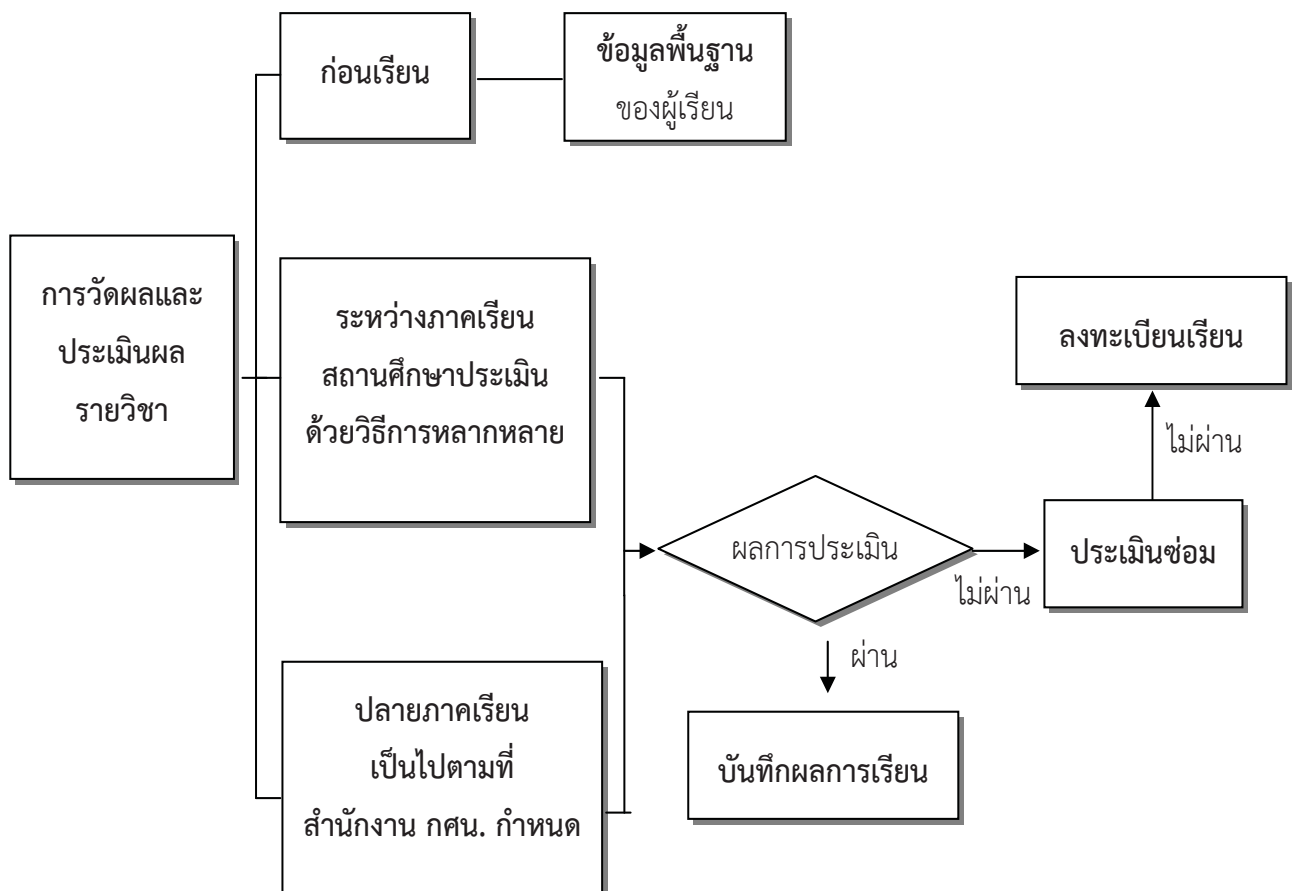 ก่อนเรียน
ข้อมูลพื้นฐาน
ของผู้เรียน
การวัดผลและ
ประเมินผล
รายวิชา
ระหว่างภาคเรียน
สถานศึกษาประเมิน
ด้วยวิธีการหลากหลาย
ลงทะเบียนเรียน
ไม่ผ่าน
ผลการประเมิน
ไม่ผ่าน
ประเมินซ่อม
ผ่าน
ปลายภาคเรียน
เป็นไปตามที่
สำนักงาน กศน. กำหนด
บันทึกผลการเรียน